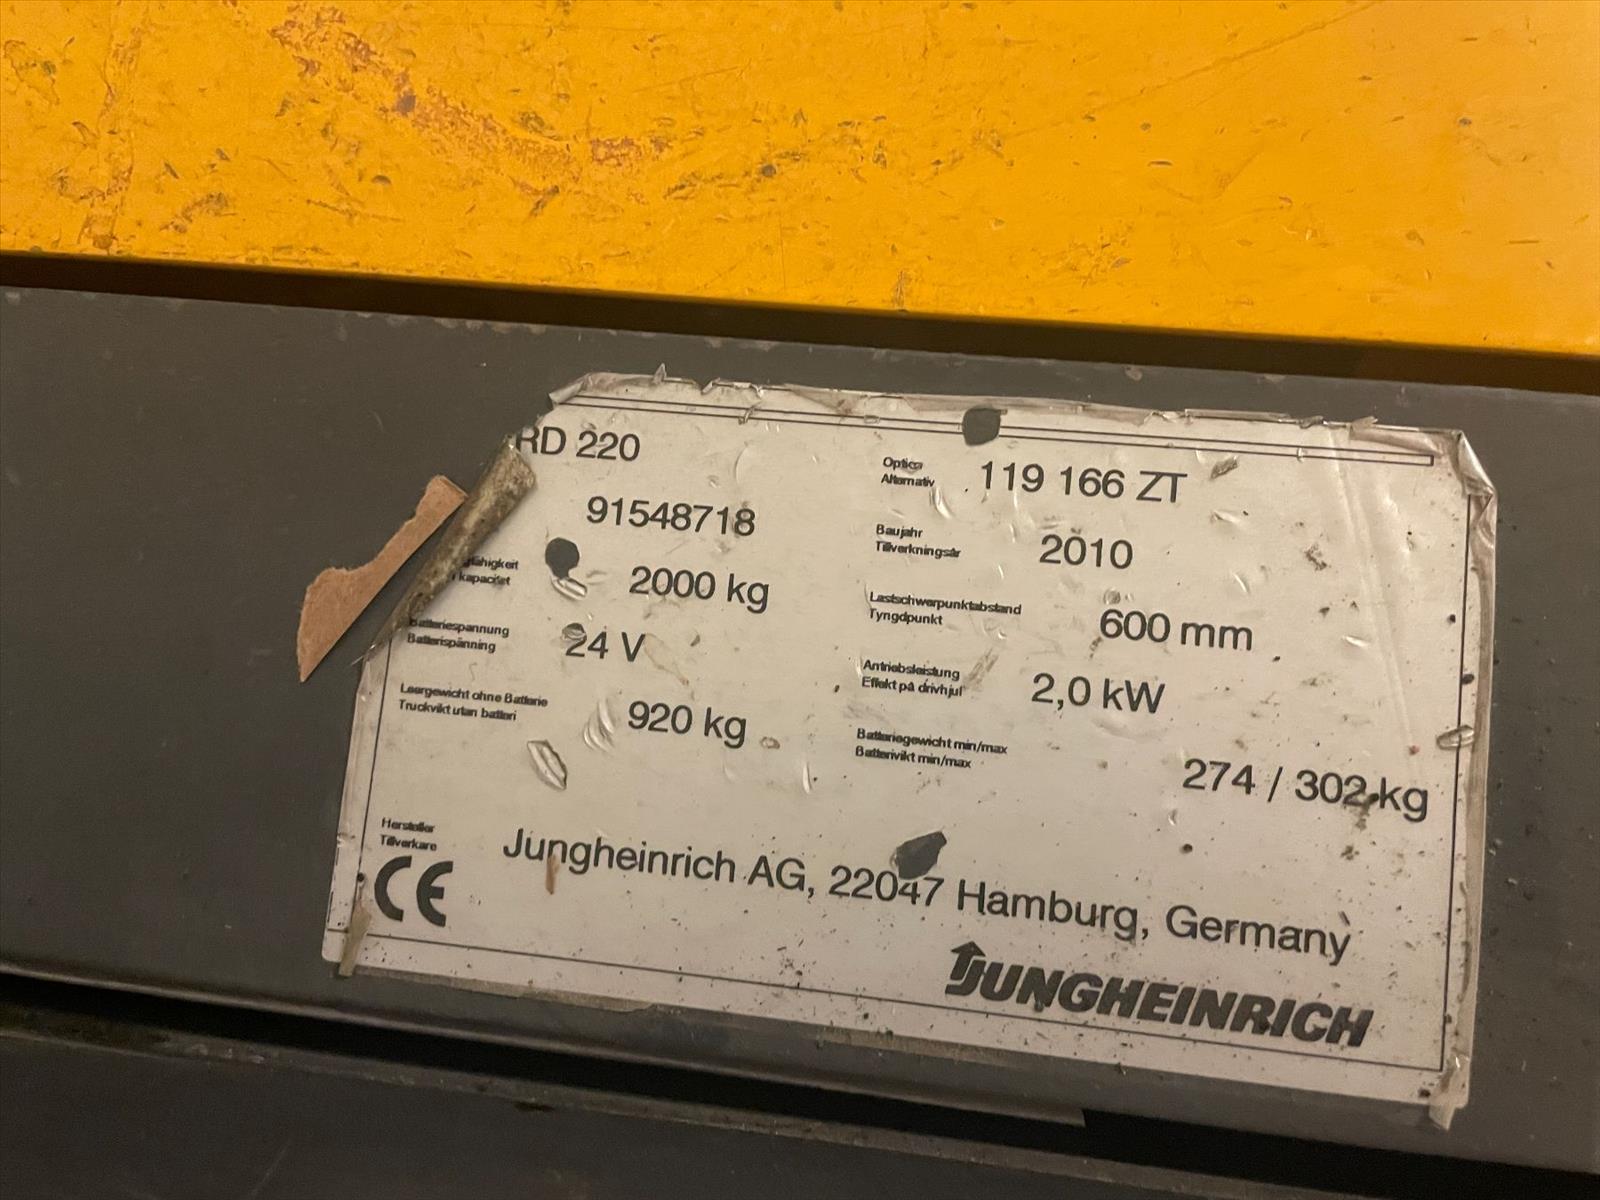 RD 220
Option
Alternativ
119 166 ZT
91548718
Baujahr
Tillverkningsår
2010
fähigkeit
kapacitet
2000 kg
Lastschwerpunktabstand
Tyngdpunkt
600 mm
Batteriespannung
Batterispänning
24 V
Antriebsleistung
Effekt på drivhjul
2,0 kW
Leergewicht ohne Batterie
Truckvikt utan batteri
920 kg
Batteriegewicht min/max
Batterivikt min/max
274 / 302 kg
Hersteller
Tillverkare
CE
Jungheinrich AG, 22047 Hamburg, Germany
JUNGHEINRICH